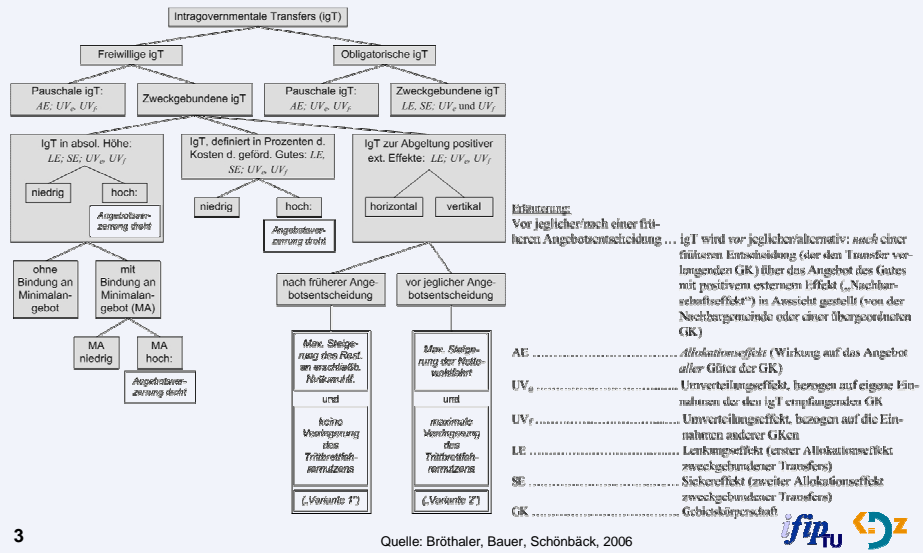 Intragovernmentale Transfers (igT)
Freiwillige igT
Obligatorische igT
Pauschale igT:
AE; UVe, UVf.
Zweckgebundene igT
Pauschale igT:
AE; UVe, UVf.
Zweckgebundene igT
LE, SE; UVe und UVf
IgT in absol. Höhe:
LE; SE; UVe, UVf
niedrig
hoch:
Angebotsver-
zerrung droht
IgT, definiert in Prozenten d.
Kosten d. geförd. Gutes: LE,
SE; UVe, UVf
niedrig
hoch:
Angebotsver-
zerrung droht
IgT zur Abgeltung positiver
ext. Effekte: LE; UVe, UVf
horizontal
vertikal
ohne
Bindung an
Minimalan-
gebot
mit
Bindung an
Minimalan-
gebot (MA)
MA
niedrig
MA
hoch:
Angebotsver-
zerrung droht
nach früherer Ange-
botsentscheidung
vor jeglicher Ange-
botsentscheidung
Max. Steige-
rung des Rest.
an erschließb.
und
keine
Verringerung
des
Trittbrettfah-
rernutzens
(„Variante 1")
Max. Steige-
rung der Netto-
wohlfahrt
und
maximale
Verringerung
des
Trittbrettfah-
rernutzens
(„Variante 2')
Erläuterung:
Vor jeglicher/nach einer frü-
heren Angebotsentscheidung ... igT wird vor jeglicher/alternativ: nach einer
früheren Entscheidung (der den Transfer ver-
langenden GK) über das Angebot des Gutes
mit positivem externem Effekt („Nachbar-
schaftseffekt") in Aussicht gestellt (von der
Nachbargemeinde oder einer übergeordneten
GK)
AE ........................................ Allokationseffekt (Wirkung auf das Angebot
aller Güter der GK)
UVe ........................................ Umverteilungseffekt, bezogen auf eigene Ein-
nahmen der den igT empfangenden GK
UVf ........................................ Umverteilungseffekt, bezogen auf die Ein-
nahmen anderer GKen
LE ........................................ Lenkungseffekt (erster Allokationseffekt
zweckgebundener Transfers)
SE ........................................ Sickereffekt (zweiter Allokationseffekt
zweckgebundener Transfers)
GK ........................................ Gebietskörperschaft
3
Quelle: Bröthaler, Bauer, Schönbäck, 2006
ifip TU
KDZ